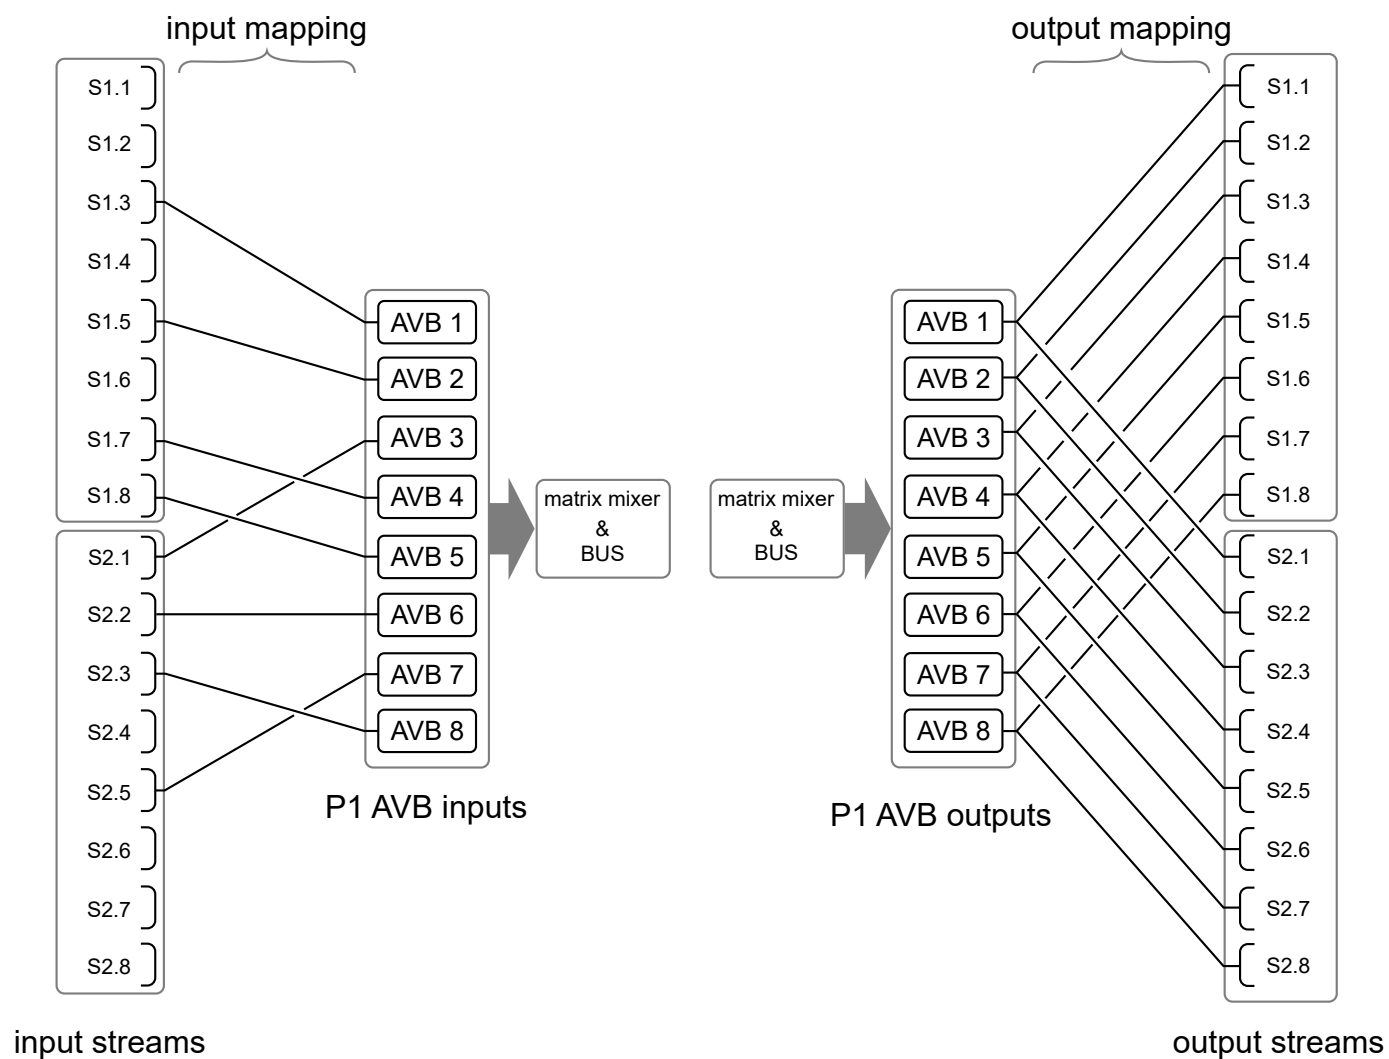 input mapping
output mapping
S1.1
S1.2
S1.3
S1.4
S1.5
S1.6
S1.7
S1.8
S2.1
S2.2
S2.3
S2.4
S2.5
S2.6
S2.7
S2.8
input streams
AVB 1
AVB 2
AVB 3
AVB 4
AVB 5
AVB 6
AVB 7
AVB 8
P1 AVB inputs
matrix mixer
&
BUS
matrix mixer
&
BUS
AVB 1
AVB 2
AVB 3
AVB 4
AVB 5
AVB 6
AVB 7
AVB 8
P1 AVB outputs
S1.1
S1.2
S1.3
S1.4
S1.5
S1.6
S1.7
S1.8
S2.1
S2.2
S2.3
S2.4
S2.5
S2.6
S2.7
S2.8
output streams